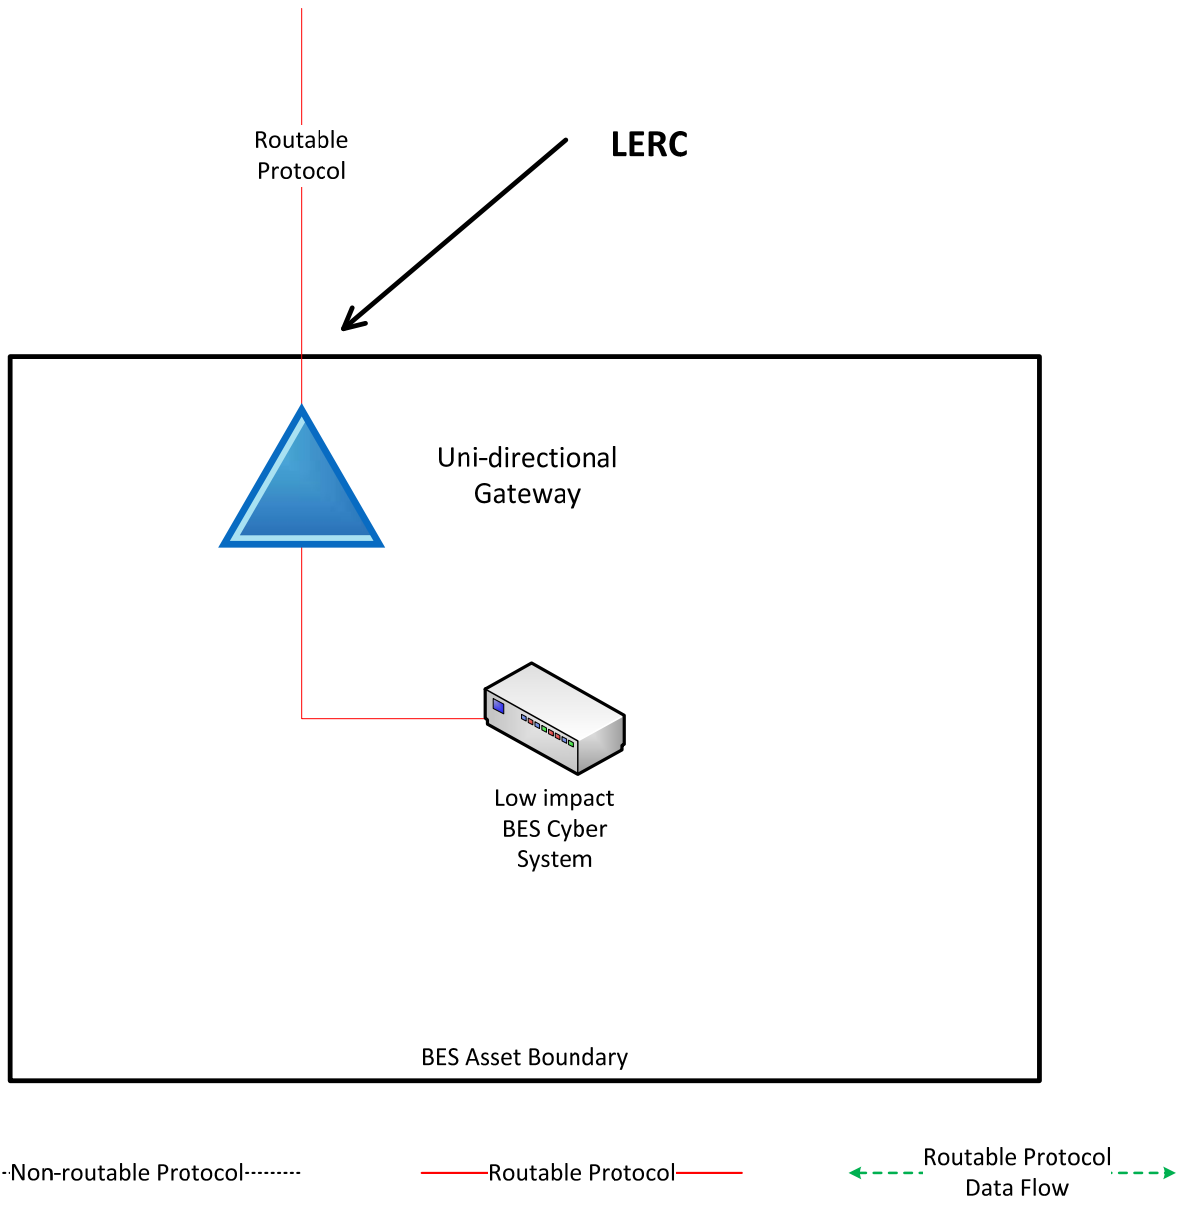 Routable
Protocol
LERC
Uni-directional
Gateway
Low impact
BES Cyber
System
BES Asset Boundary
Non-routable Protocol
Routable Protocol
Routable Protocol
Data Flow